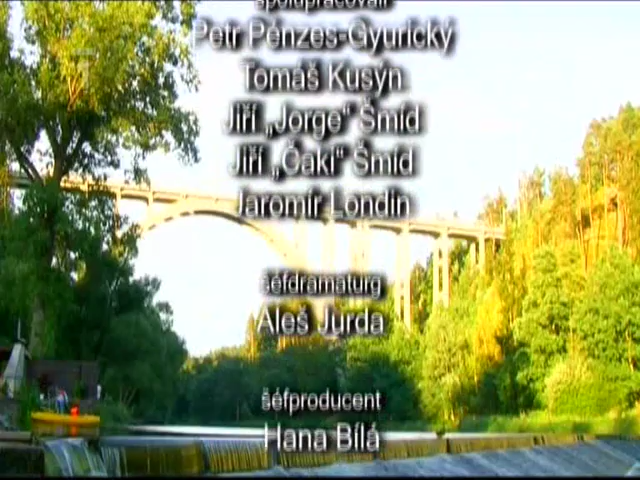 spolupracovali
Petr Pénzes-Gyurický
Tomáš Kusýn
Jiří „Jorge“ Šmíd
Jiří „Čaki“ Šmíd
Jaromír Londin
šéfdramaturg
Aleš Jurda
šéfproducent
Hana Bílá